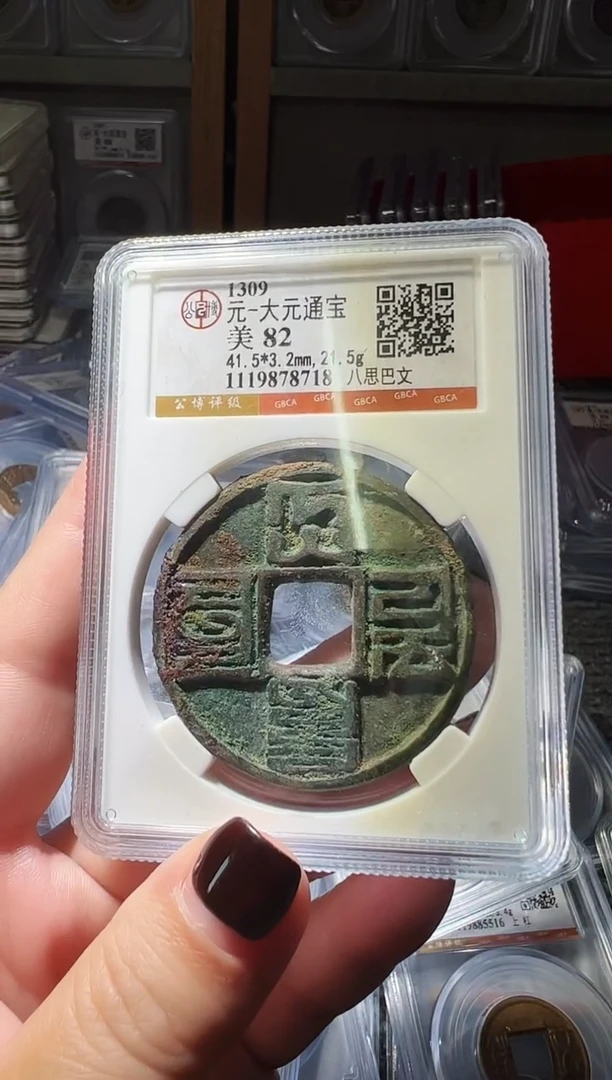 1309
元-大元通宝
美 82
41.5*3.2mm,21.5g
1119878718 八思巴文
公博评级 GBCA GBCA GBCA GBCA GBCA